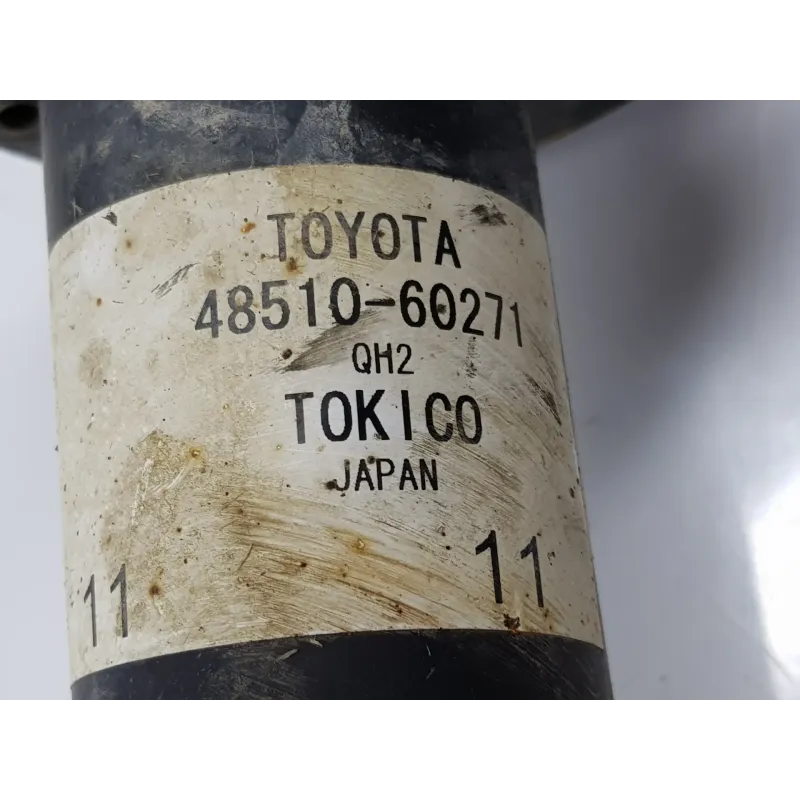 TOYOTA
48510-60271
QH2
TOKICO
JAPAN
11
11